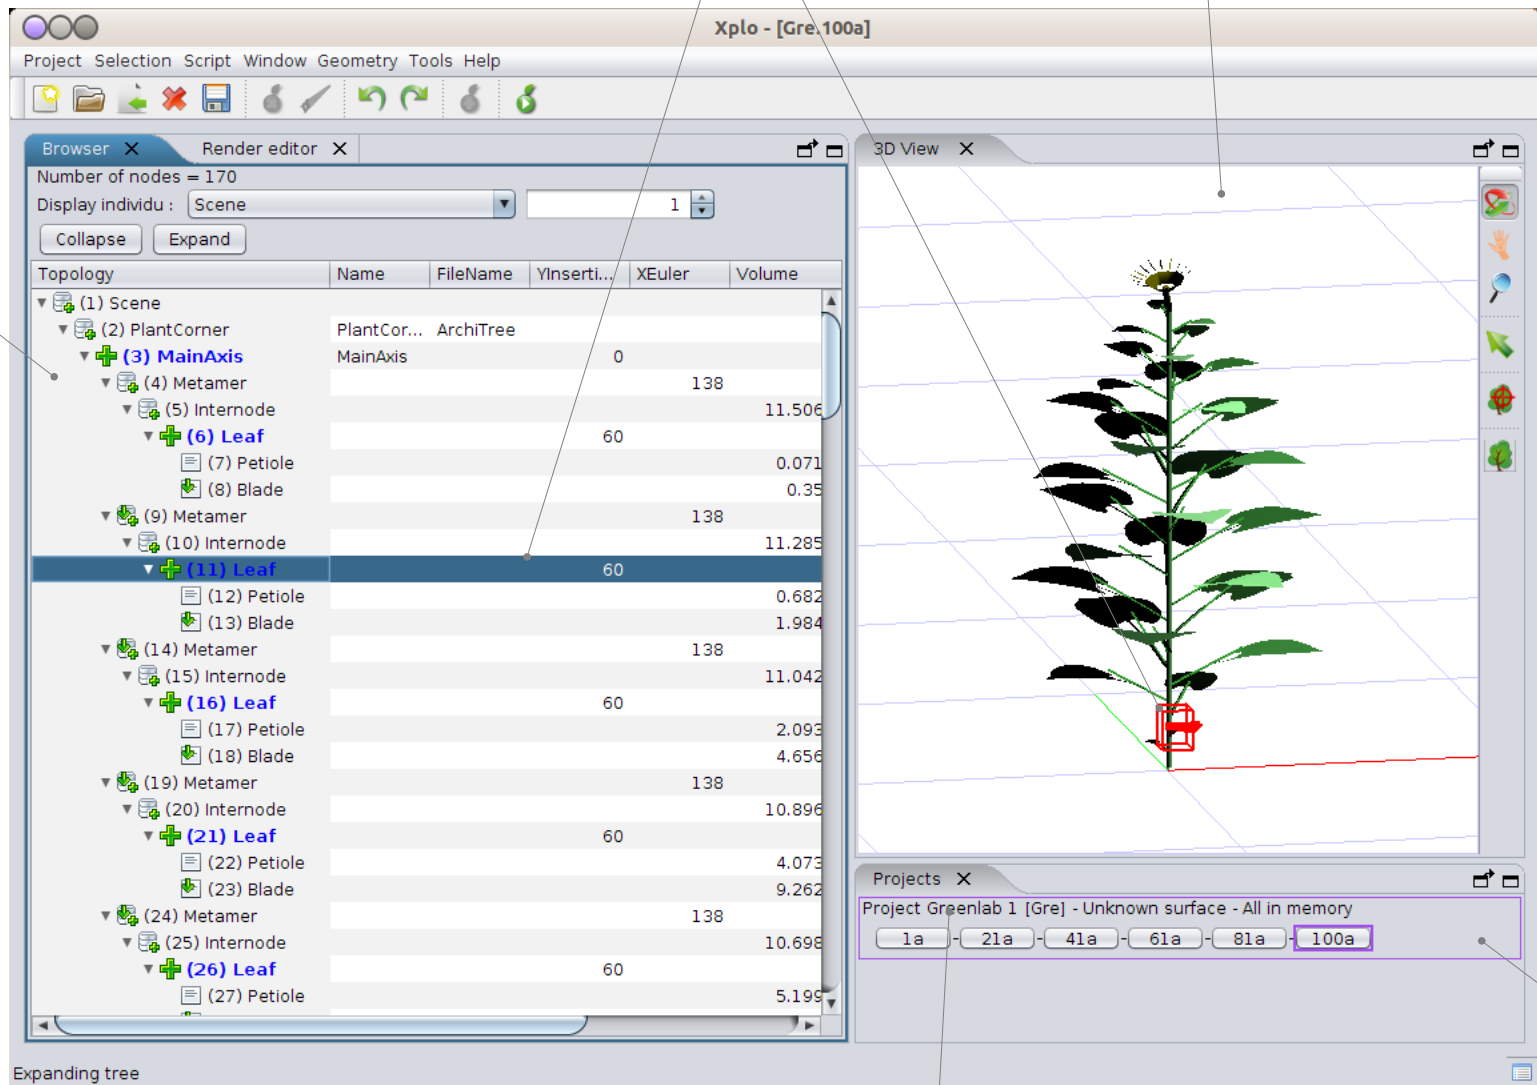 Xplo - [Gre.100a]
Project Selection Script Window Geometry Tools Help
Browser
Render editor
Number of nodes = 170
Display individu : Scene 1
Collapse Expand
Topology Name FileName YInserti... XEuler Volume
(1) Scene
(2) PlantCorner PlantCor... ArchiTree
(3) MainAxis MainAxis 0
(4) Metamer 138
(5) Internode 11.506
(6) Leaf 60
(7) Petiole 0.071
(8) Blade 0.35
(9) Metamer 138
(10) Internode 11.285
(11) Leaf 60
(12) Petiole 0.682
(13) Blade 1.984
(14) Metamer 138
(15) Internode 11.042
(16) Leaf 60
(17) Petiole 2.093
(18) Blade 4.656
(19) Metamer 138
(20) Internode 10.896
(21) Leaf 60
(22) Petiole 4.073
(23) Blade 9.262
(24) Metamer 138
(25) Internode 10.698
(26) Leaf 60
(27) Petiole 5.199
3D View
Projects
Project Greenlab 1 [Gre] - Unknown surface - All in memory
1a - 21a - 41a - 61a - 81a - 100a
Expanding tree